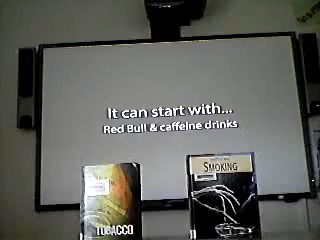 It can start with...
Red Bull & caffeine drinks
TOBACCO
SMOKING